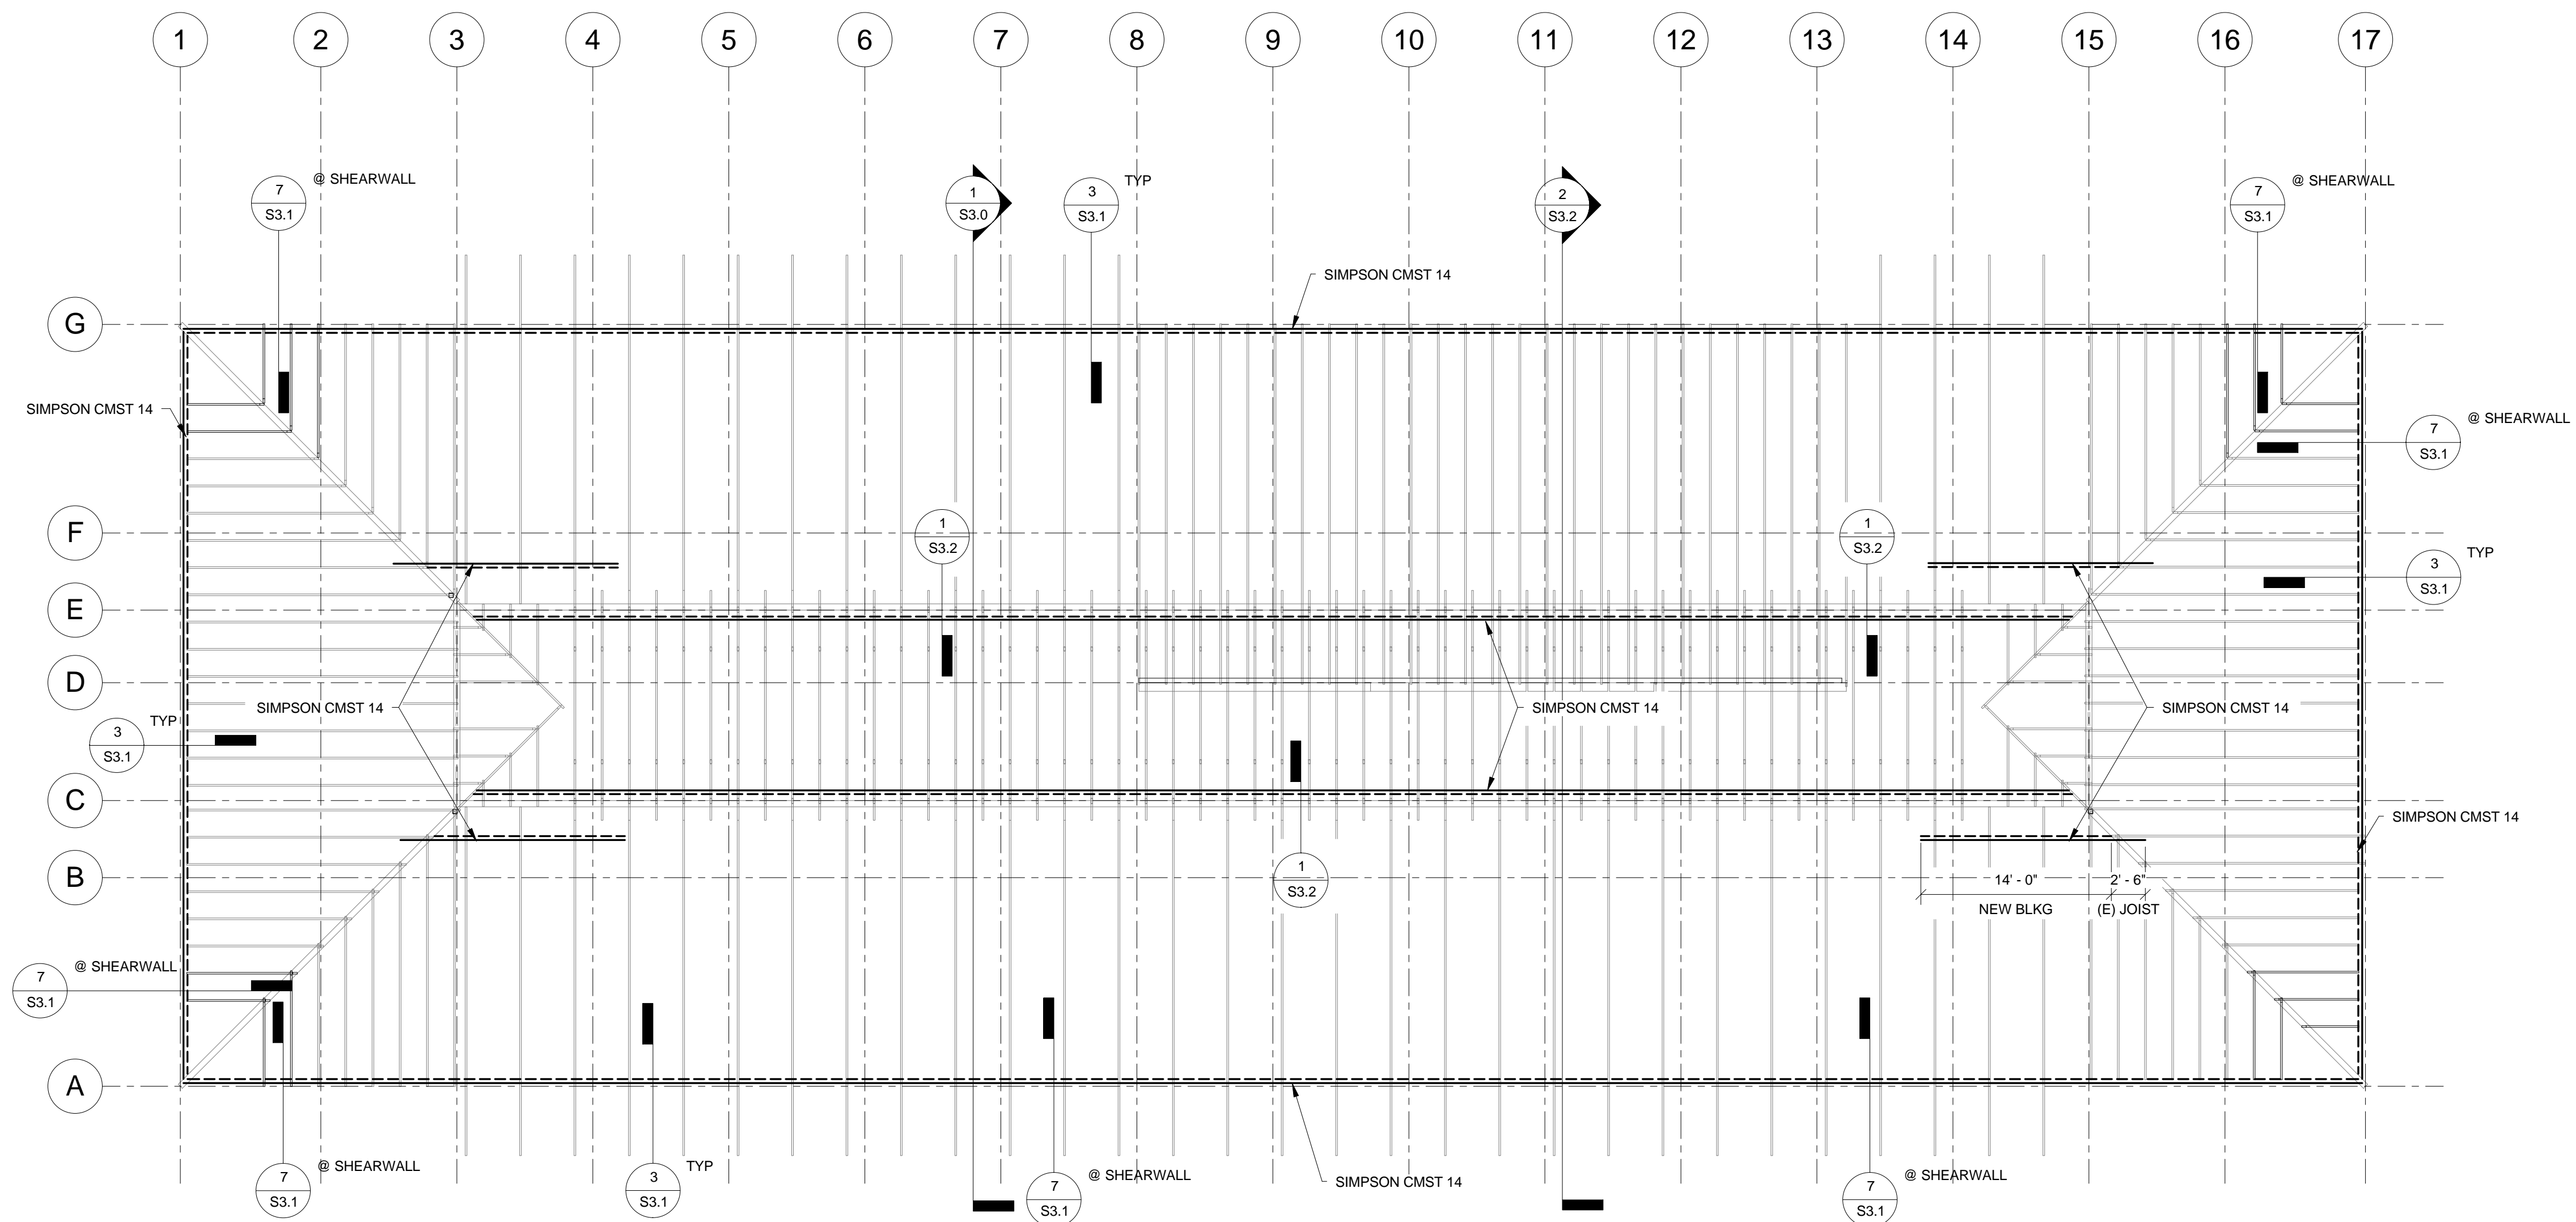 1 2 3 4 5 6 7 8 9 10 11 12 13 14 15 16 17
7
S3.1
@ SHEARWALL
1
S3.0
3
S3.1
TYP
2
S3.2
7
S3.1
@ SHEARWALL
SIMPSON CMST 14
G
SIMPSON CMST 14
7
S3.1
@ SHEARWALL
F
1
S3.2
1
S3.2
3
S3.1
TYP
E
D
SIMPSON CMST 14
SIMPSON CMST 14
SIMPSON CMST 14
3
S3.1
TYP
C
SIMPSON CMST 14
B
1
S3.2
14' - 0"
2' - 6"
NEW BLKG
(E) JOIST
7
S3.1
@ SHEARWALL
A
7
S3.1
@ SHEARWALL
3
S3.1
TYP
7
S3.1
@ SHEARWALL
SIMPSON CMST 14
7
S3.1
@ SHEARWALL